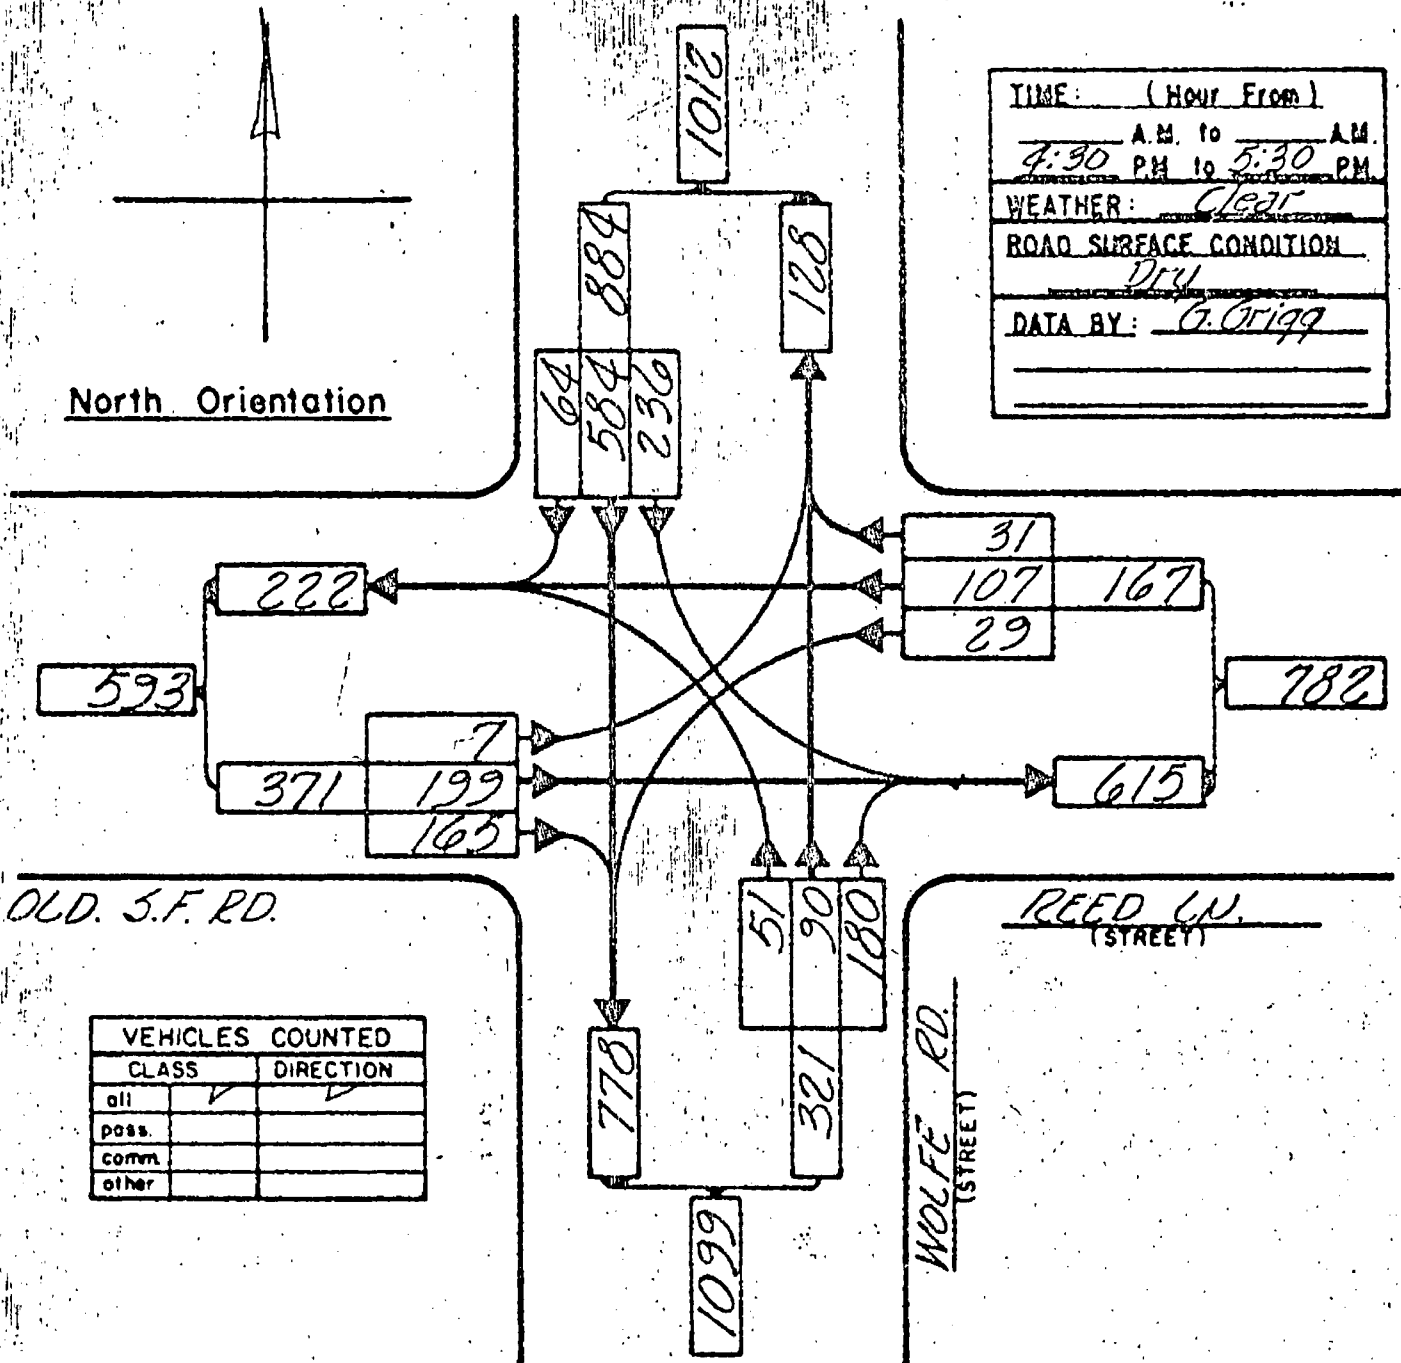 1012
TIME: (Hour From)
A.M. to A.M.
4:30 P.M to 5:30 P.M.
WEATHER: Clear
ROAD SURFACE CONDITION
Dry
DATA BY: G. Grigg
884
128
North Orientation
64
584
236
31
222
107
167
29
593
782
7
371
199
615
165
OLD. S.F. RD.
51
90
180
REED LN.
(STREET)
VEHICLES COUNTED
CLASS DIRECTION
all
pass.
comm.
other
778
321
WOLFE RD.
(STREET)
1099